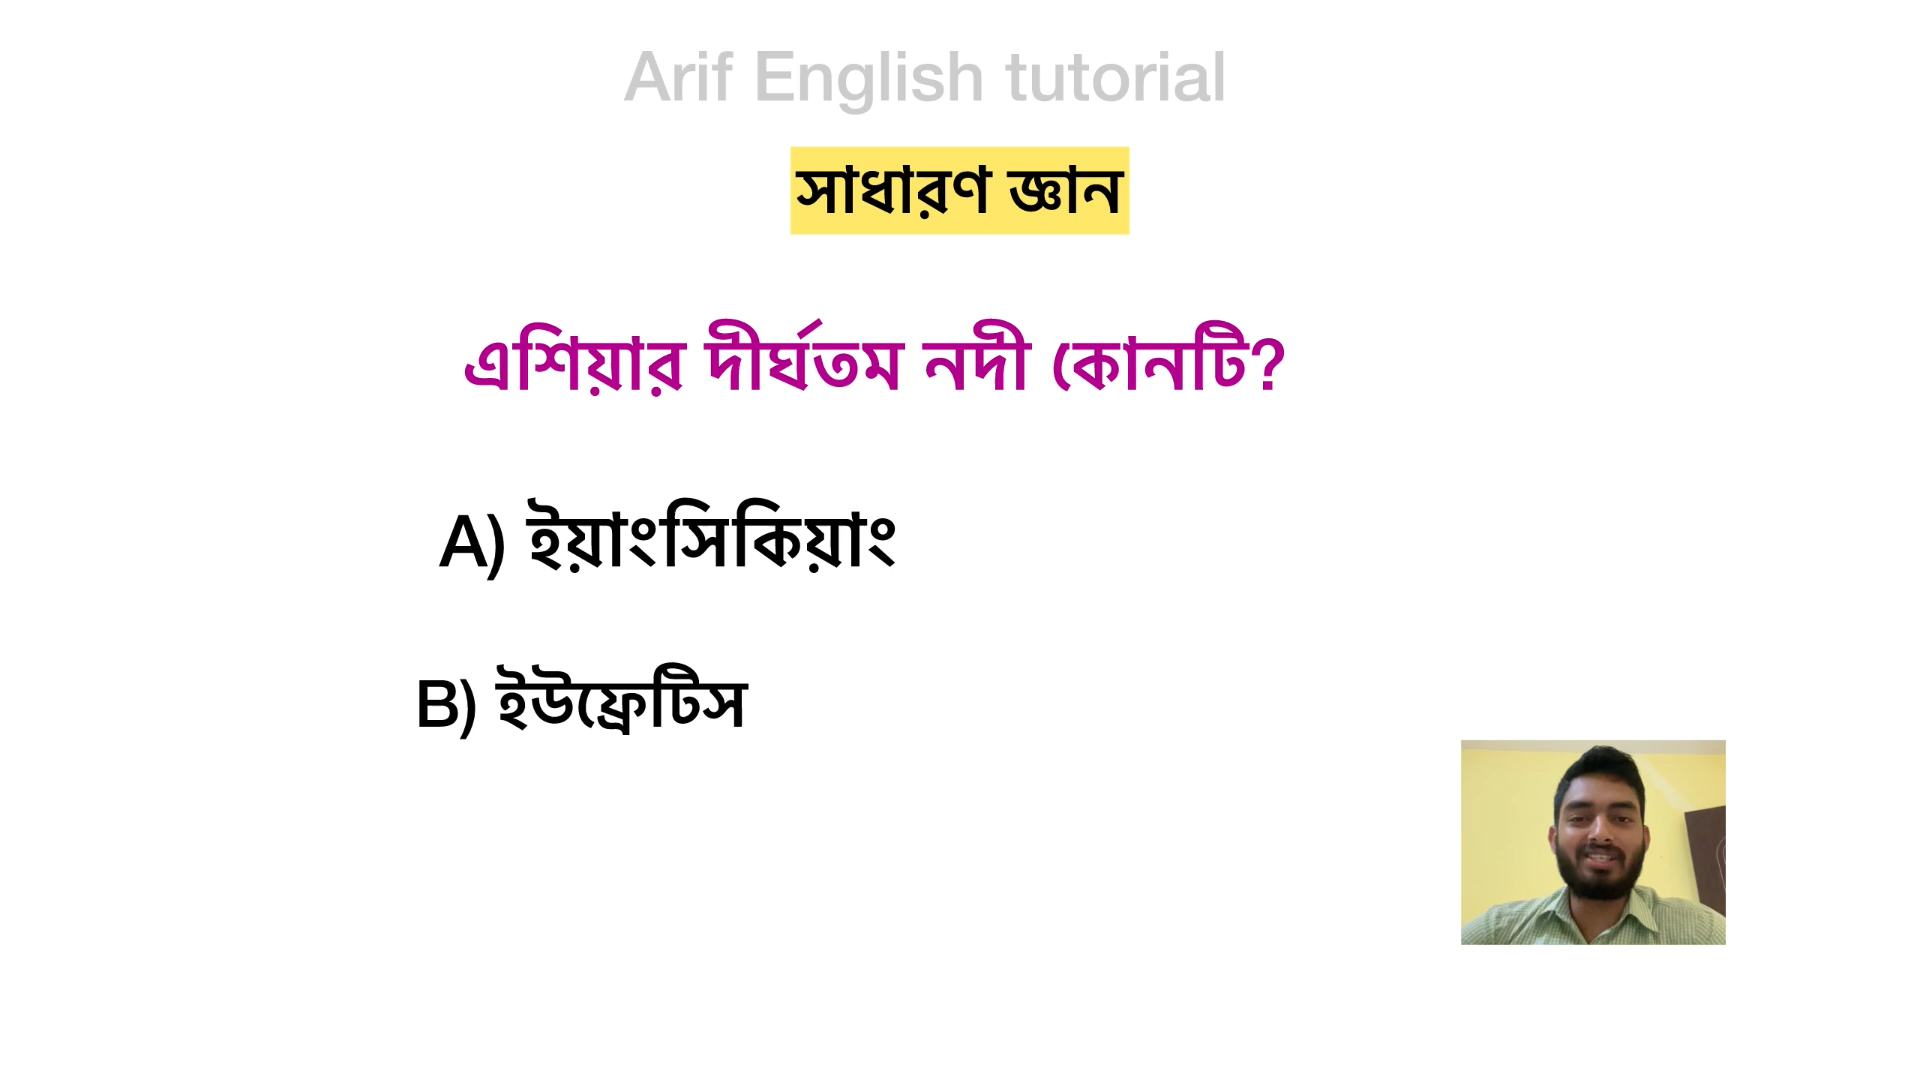 Arif English tutorial
সাধারণ জ্ঞান
এশিয়ার দীর্ঘতম নদী কোনটি?
A) ইয়াংসিকিয়াং
B) ইউফ্রেটিস